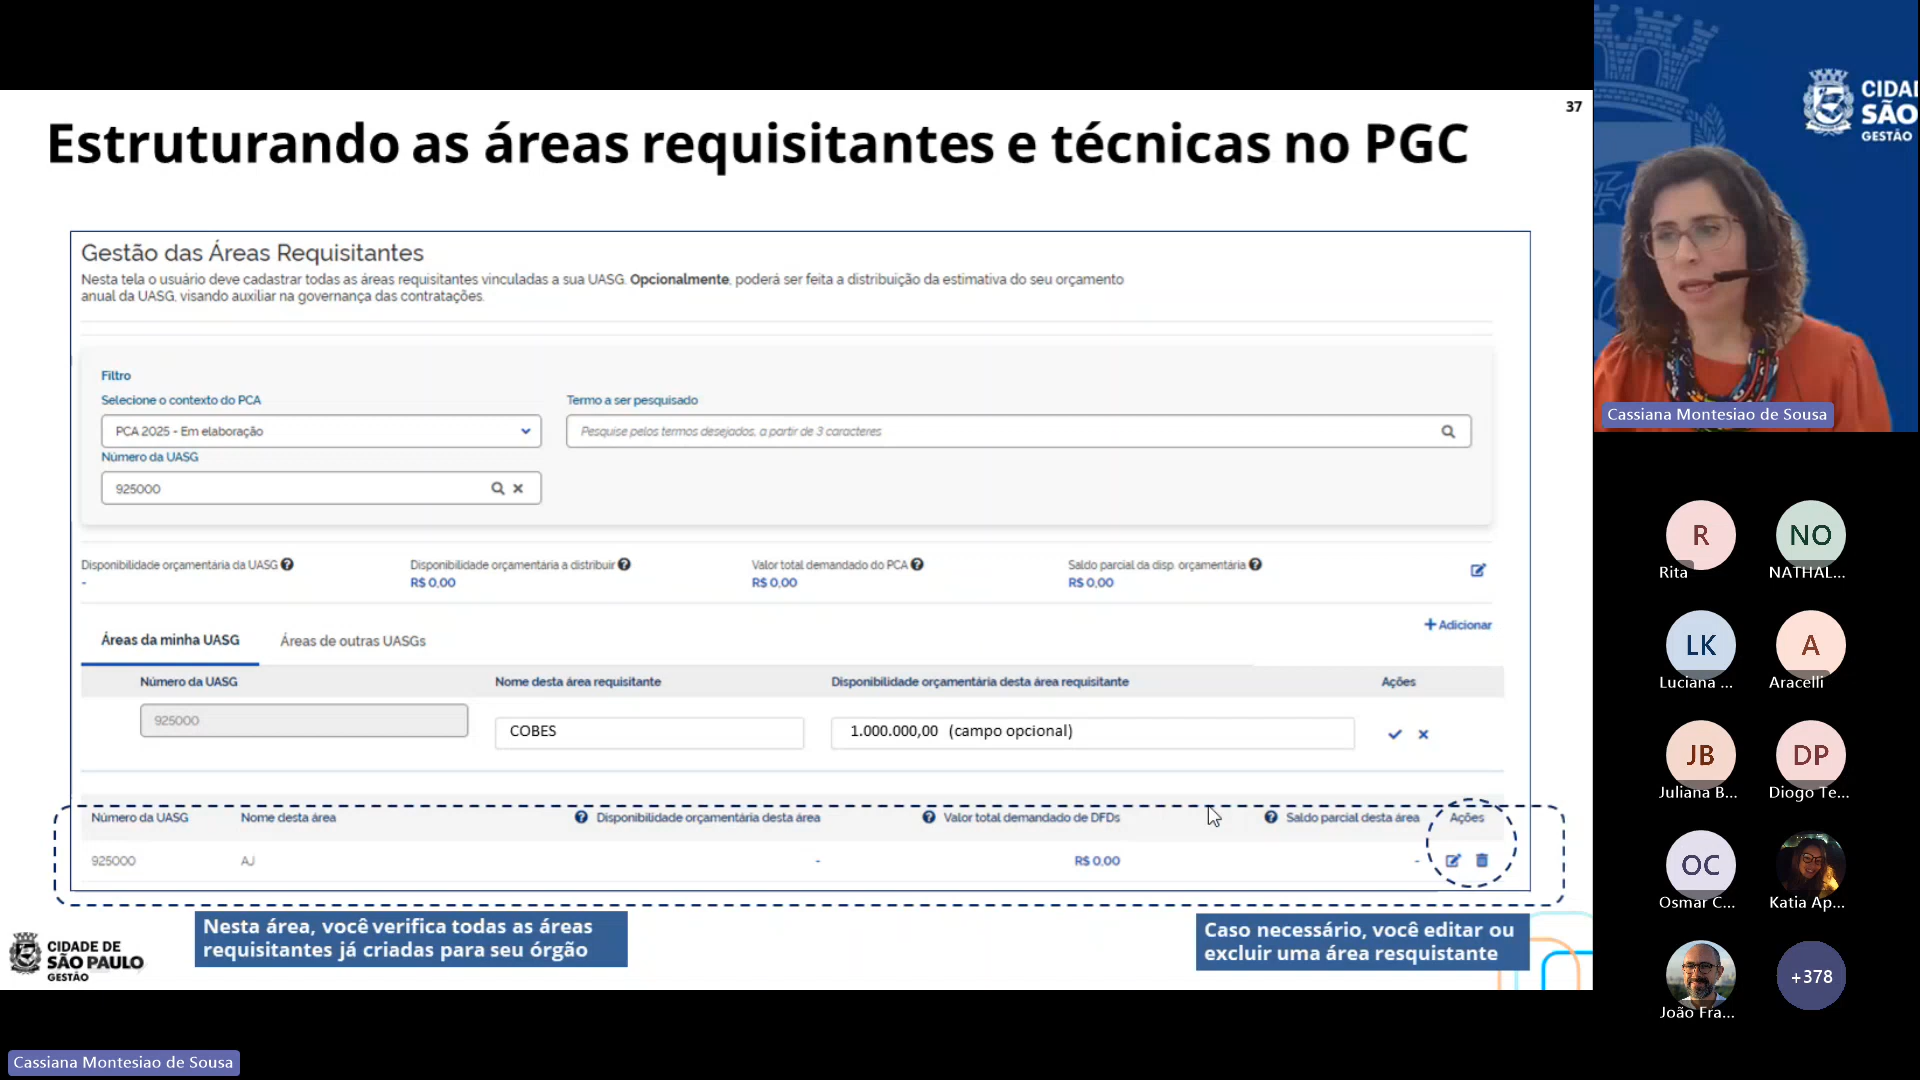 37
Estruturando as áreas requisitantes e técnicas no PGC
Gestão das Áreas Requisitantes
Nesta tela o usuário deve cadastrar todas as áreas requisitantes vinculadas a sua UASG. Opcionalmente, poderá ser feita a distribuição da estimativa do seu orçamento
anual da UASG, visando auxiliar na governança das contratações.
Filtro
Selecione o contexto do PCA
Termo a ser pesquisado
PCA 2025 - Em elaboração
Pesquise pelos termos desejados, a partir de 3 caracteres
Número da UASG
925000
Disponibilidade orçamentária da UASG
Disponibilidade orçamentária a distribuir
Valor total demandado do PCA
Saldo parcial da disp. orçamentária
-
R$ 0,00
R$ 0,00
R$ 0,00
Áreas da minha UASG
Áreas de outras UASGs
+ Adicionar
Número da UASG
Nome desta área requisitante
Disponibilidade orçamentária desta área requisitante
Ações
925000
COBES
1.000.000,00 (campo opcional)
Número da UASG
Nome desta área
Disponibilidade orçamentária desta área
Valor total demandado de DFDs
Saldo parcial desta área
Ações
925000
AJ
-
R$ 0,00
-
Nesta área, você verifica todas as áreas
requisitantes já criadas para seu órgão
Caso necessário, você editar ou
excluir uma área resquistante
CIDADE DE
SÃO PAULO
GESTÃO
CIDAI
SÃO
GESTÃO
Cassiana Montesiao de Sousa
R
Rita
NO
NATHAL...
LK
Luciana ...
A
Aracelli
JB
Juliana B...
DP
Diogo Te...
OC
Osmar C...
Katia Ap...
João Fra...
+378
Cassiana Montesiao de Sousa